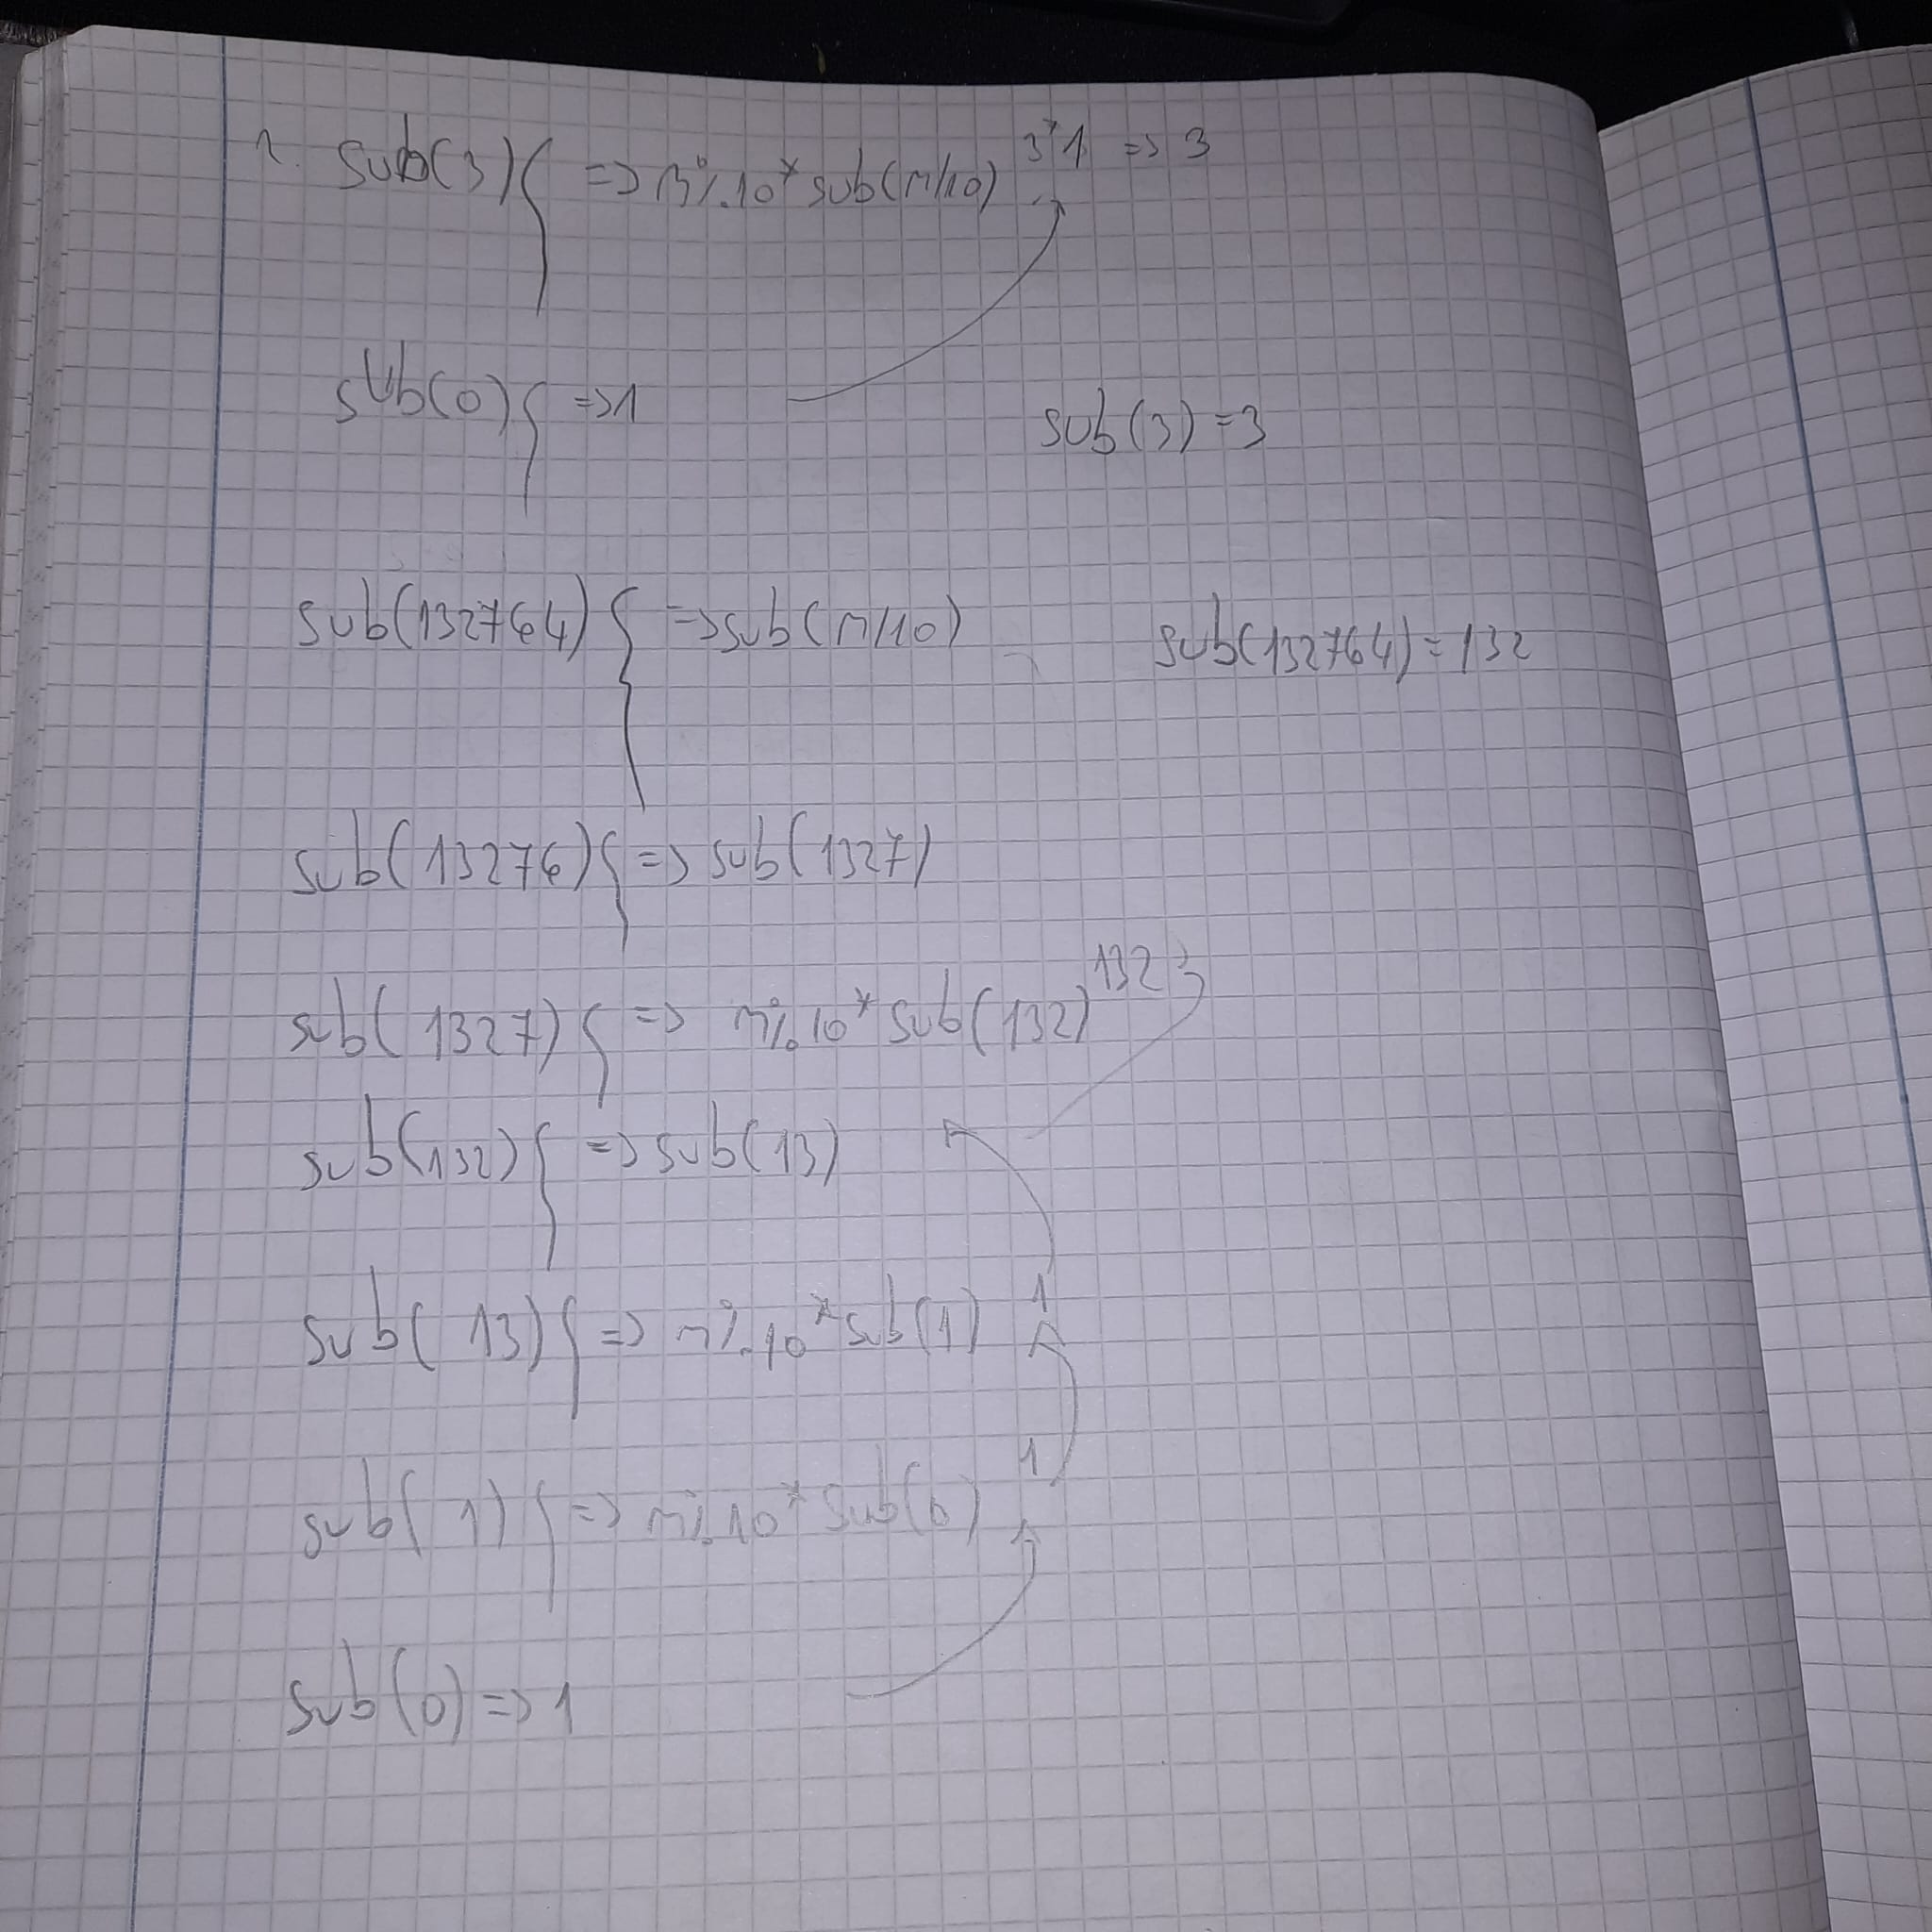 2. sub(3){ => n%10*sub(n/10) 3*1 => 3
sub(0){ =>1
sub(3)=3
sub(132764){ =>sub(n/10)
sub(132764)=132
sub(13276){ => sub(1327)
sub(1327){ => n%10*sub(132) 132
sub(132){ => sub(13)
sub(13){ => n%10*sub(1) 1
sub(1){ => n%10*sub(0) 1
sub(0)=>1